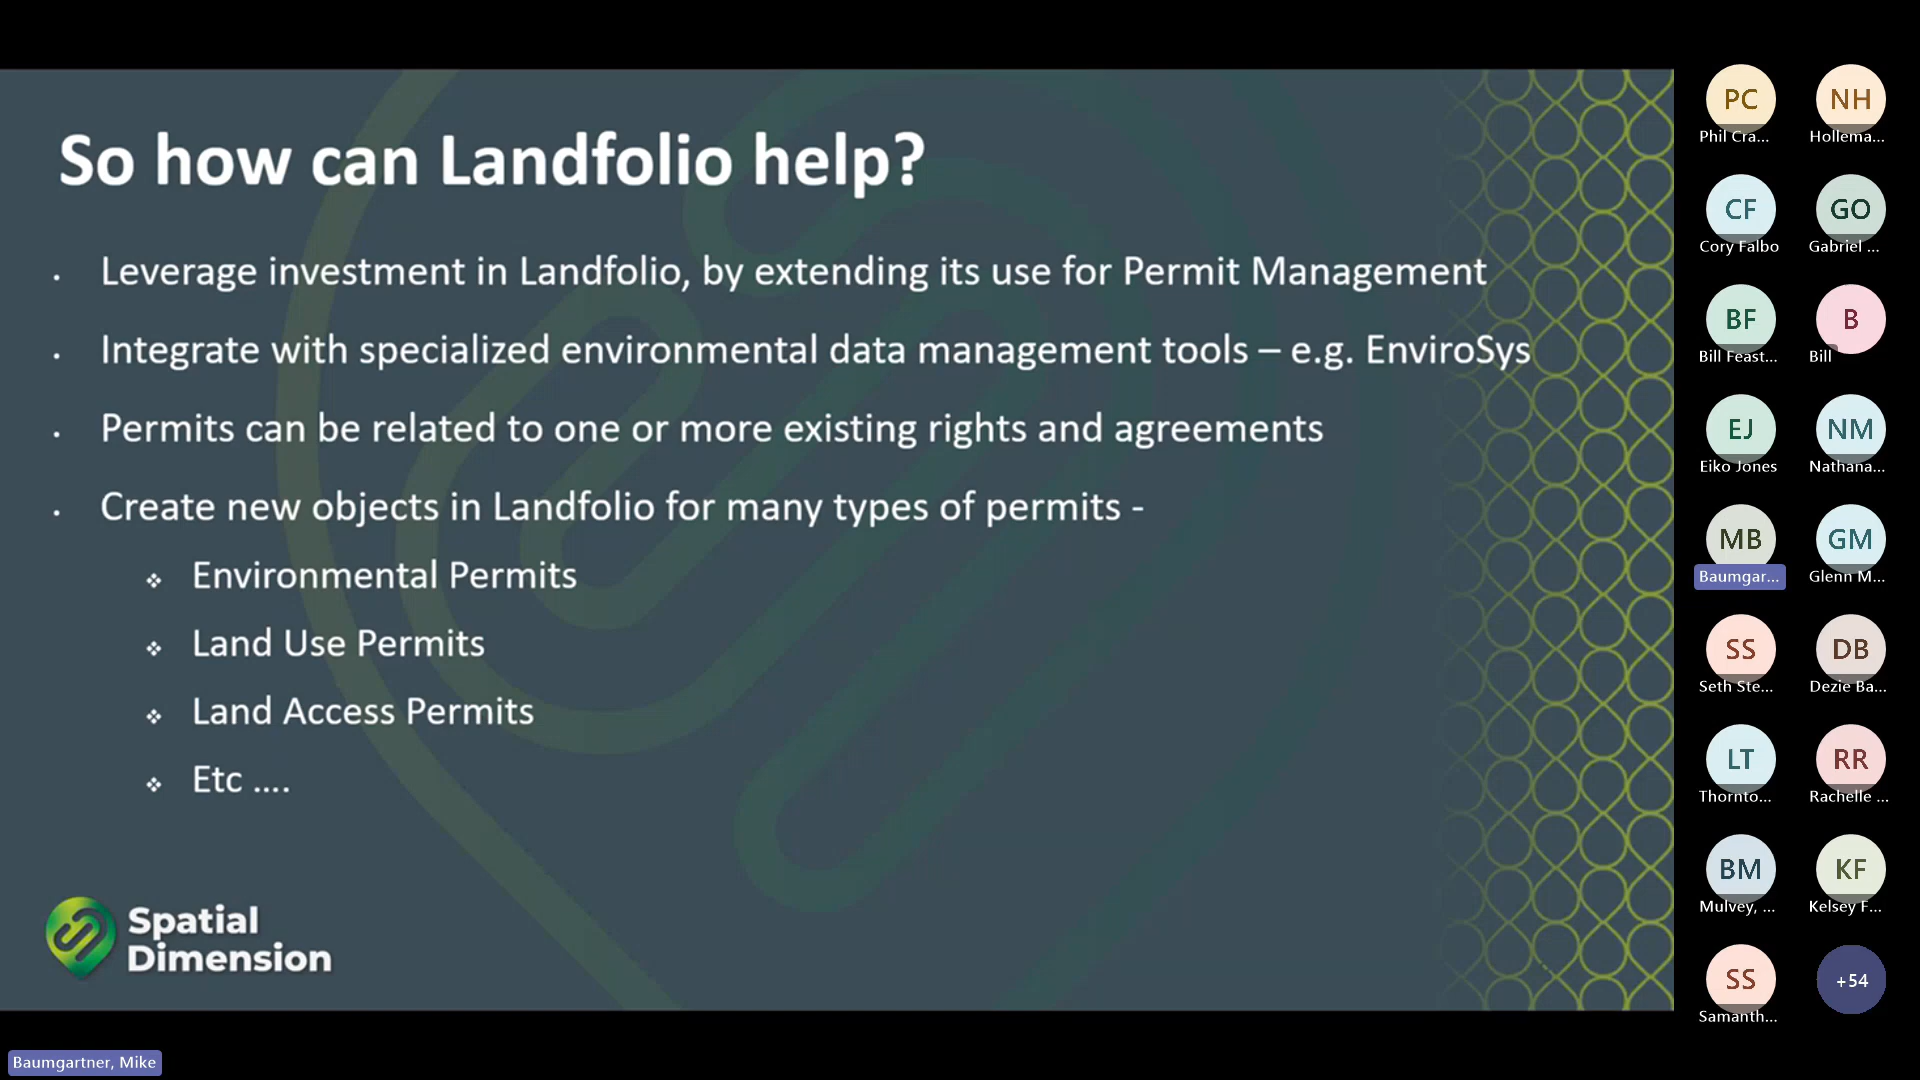 So how can Landfolio help?
• Leverage investment in Landfolio, by extending its use for Permit Management
• Integrate with specialized environmental data management tools – e.g. EnviroSys
• Permits can be related to one or more existing rights and agreements
• Create new objects in Landfolio for many types of permits -
❖ Environmental Permits
❖ Land Use Permits
❖ Land Access Permits
❖ Etc ....
Spatial
Dimension
Baumgartner, Mike
PC
Phil Cra...
NH
Hollema...
CF
Cory Falbo
GO
Gabriel ...
BF
Bill Feast...
B
Bill
EJ
Eiko Jones
NM
Nathana...
MB
Baumgar...
GM
Glenn M...
SS
Seth Ste...
DB
Dezie Ba...
LT
Thornto...
RR
Rachelle ...
BM
Mulvey, ...
KF
Kelsey F...
SS
Samanth...
+54